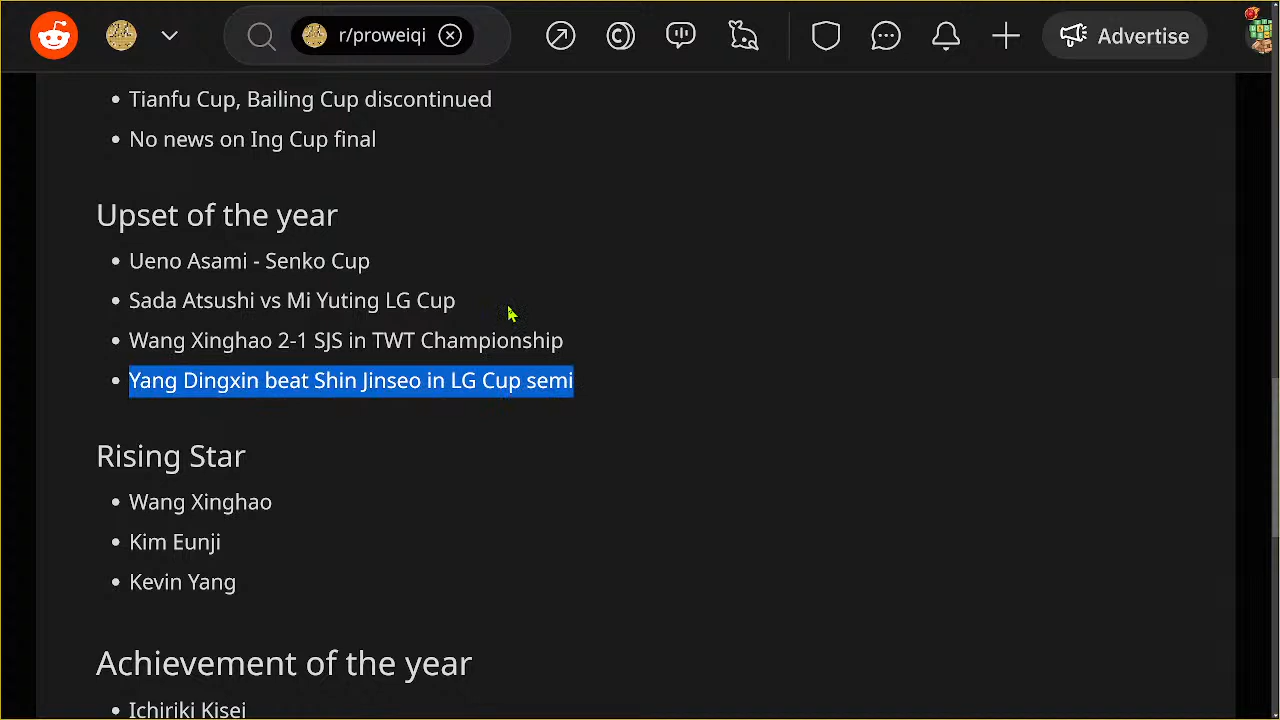 r/proweiqi
Advertise
Tianfu Cup, Bailing Cup discontinued
No news on Ing Cup final
Upset of the year
Ueno Asami - Senko Cup
Sada Atsushi vs Mi Yuting LG Cup
Wang Xinghao 2-1 SJS in TWT Championship
Yang Dingxin beat Shin Jinseo in LG Cup semi
Rising Star
Wang Xinghao
Kim Eunji
Kevin Yang
Achievement of the year
Ichiriki Kisei